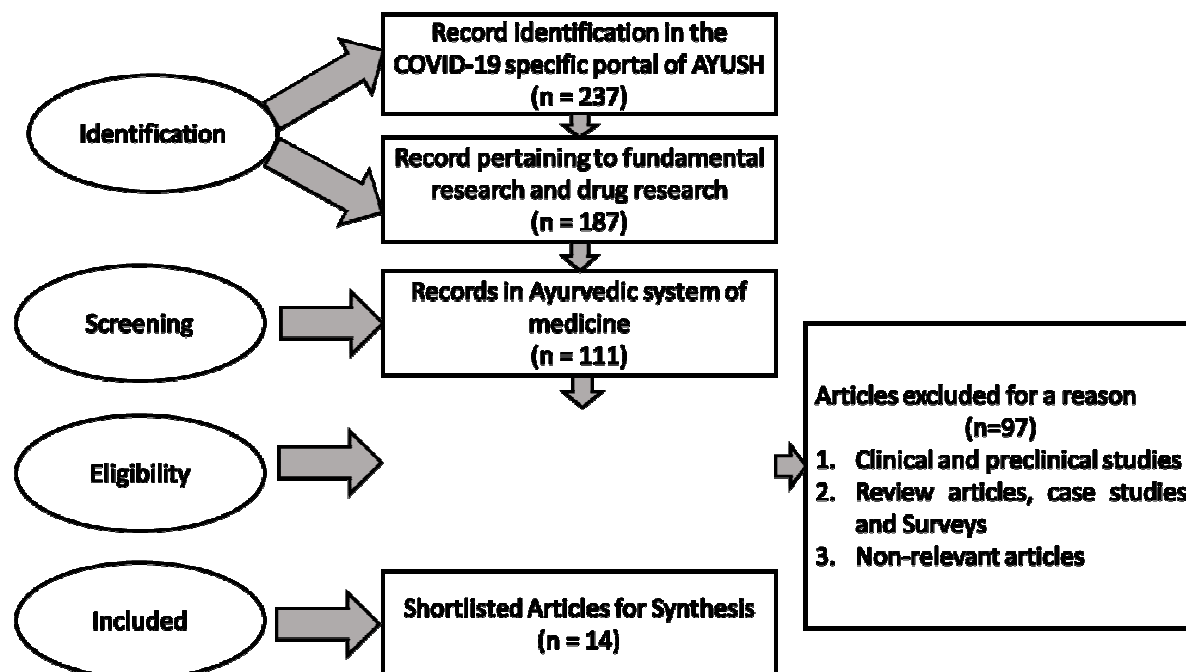 Identification
Record identification in the
COVID-19 specific portal of AYUSH
(n = 237)
Record pertaining to fundamental
research and drug research
(n = 187)
Screening
Records in Ayurvedic system of
medicine
(n = 111)
Eligibility
Articles excluded for a reason
(n=97)
1. Clinical and preclinical studies
2. Review articles, case studies
and Surveys
3. Non-relevant articles
Included
Shortlisted Articles for Synthesis
(n = 14)